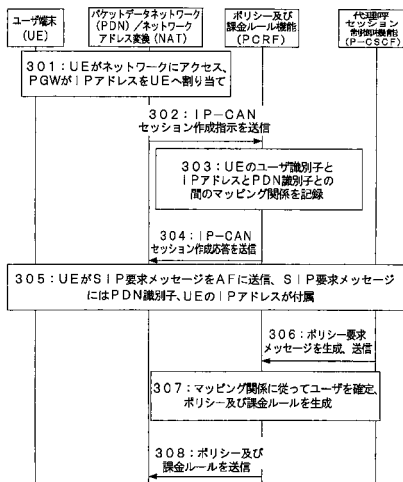 ユーザ端末
(UE)
パケットデータネットワーク
(PDN)/ネットワーク
アドレス変換(NAT)
ポリシー及び
課金ルール機能
(PCRF)
代理呼
セッション
制御機能
(P-CSCF)
301:UEがネットワークにアクセス、
PGWがIPアドレスをUEへ割り当て
302:IP-CAN
セッション作成指示を送信
303:UEのユーザ識別子と
IPアドレスとPDN識別子との
間のマッピング関係を記録
304:IP-CAN
セッション作成応答を送信
305:UEがSIP要求メッセージをAFに送信、SIP要求メッセージ
にはPDN識別子、UEのIPアドレスが付属
306:ポリシー要求
メッセージを生成、送信
307:マッピング関係に従ってユーザを確定、
ポリシー及び課金ルールを生成
308:ポリシー及び
課金ルールを送信